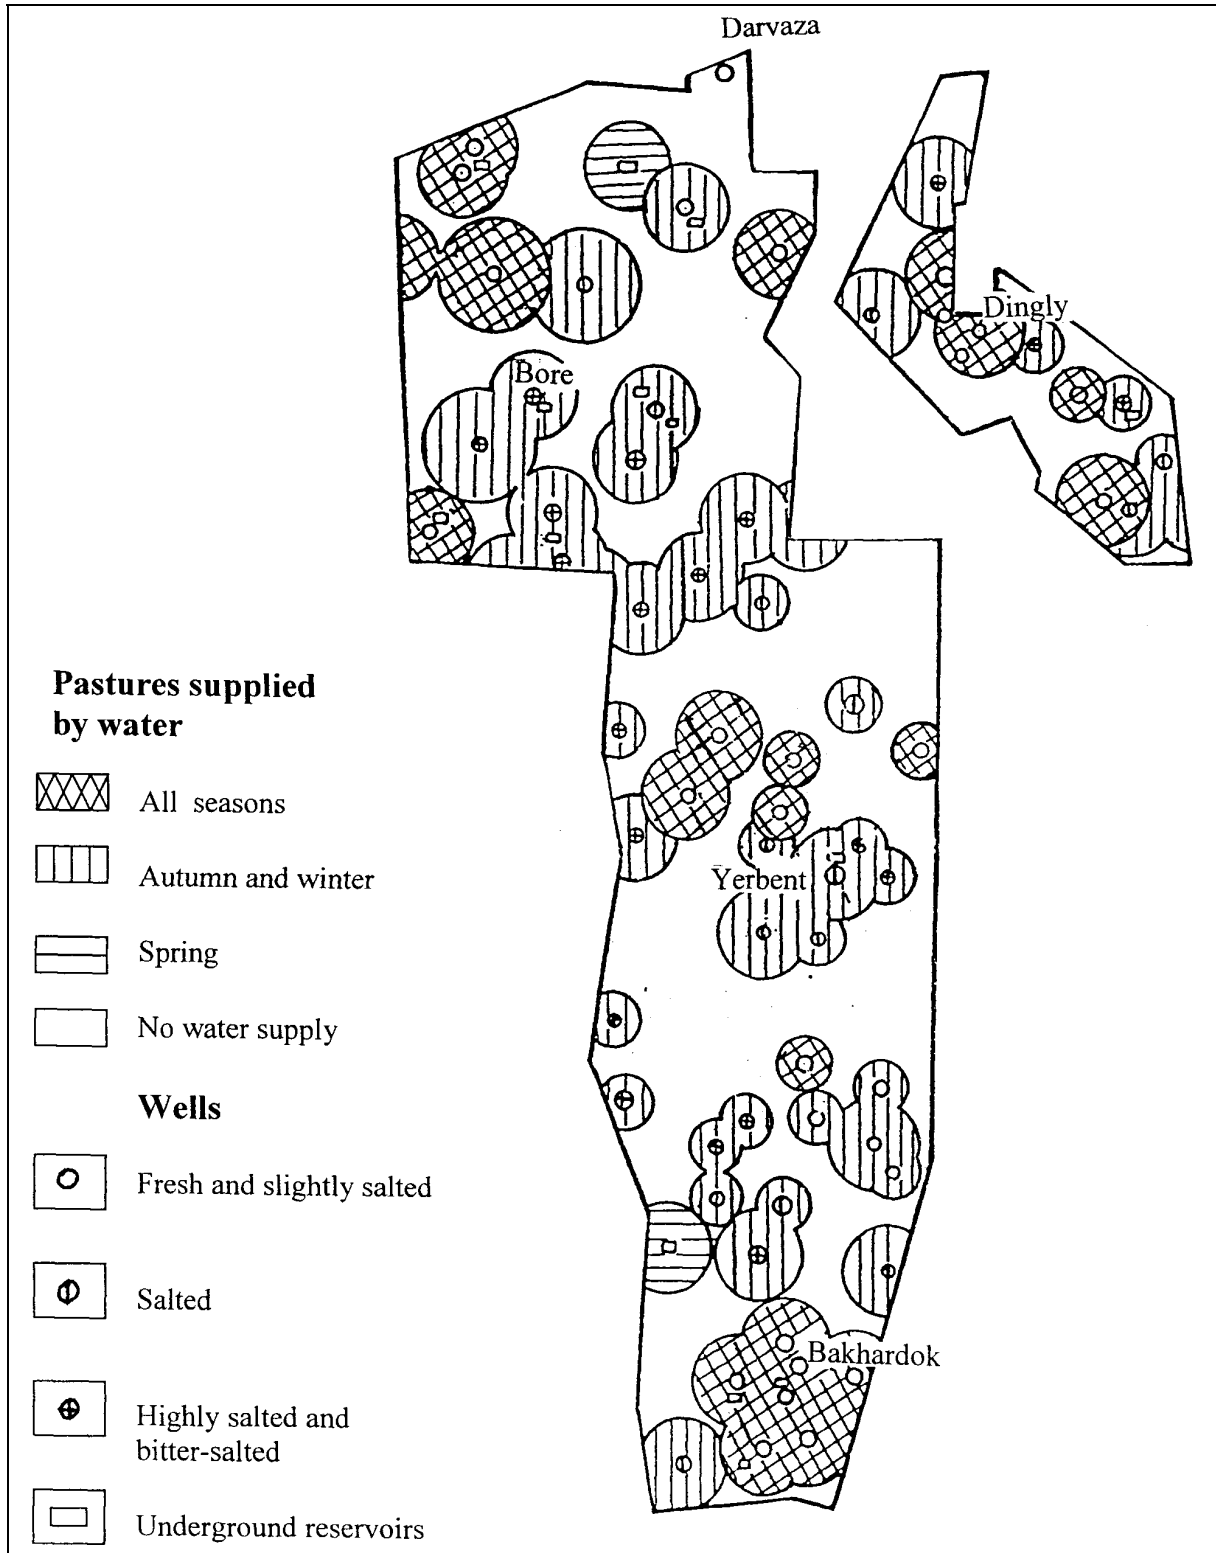 Darvaza
Dingly
Bore
Pastures supplied
by water
All seasons
Autumn and winter
Yerbent
Spring
No water supply
Wells
Fresh and slightly salted
Salted
Bakhardok
Highly salted and
bitter-salted
Underground reservoirs